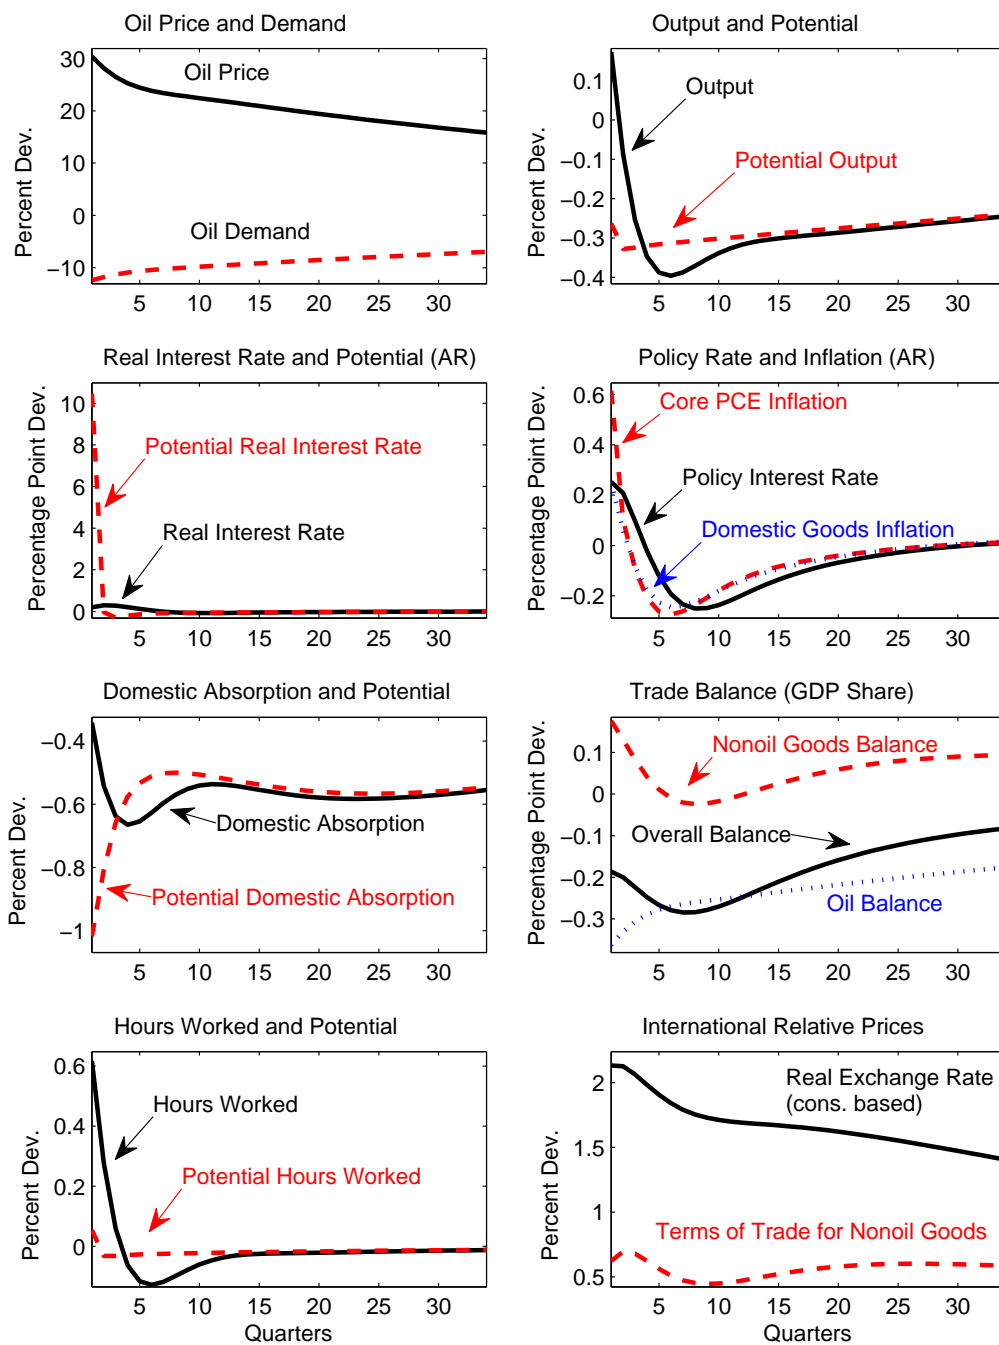 Oil Price and Demand
Percent Dev.
30
20
10
0
−10
Oil Price
Oil Demand
5 10 15 20 25 30
Output and Potential
Percent Dev.
0.1
0
−0.1
−0.2
−0.3
−0.4
Output
Potential Output
5 10 15 20 25 30
Real Interest Rate and Potential (AR)
Percentage Point Dev.
10
8
6
4
2
0
Potential Real Interest Rate
Real Interest Rate
5 10 15 20 25 30
Policy Rate and Inflation (AR)
Percentage Point Dev.
0.6
0.4
0.2
0
−0.2
Core PCE Inflation
Policy Interest Rate
Domestic Goods Inflation
5 10 15 20 25 30
Domestic Absorption and Potential
Percent Dev.
−0.4
−0.6
−0.8
−1
Domestic Absorption
Potential Domestic Absorption
5 10 15 20 25 30
Trade Balance (GDP Share)
Percentage Point Dev.
0.1
0
−0.1
−0.2
−0.3
Nonoil Goods Balance
Overall Balance
Oil Balance
5 10 15 20 25 30
Hours Worked and Potential
Percent Dev.
0.6
0.4
0.2
0
Hours Worked
Potential Hours Worked
5 10 15 20 25 30
Quarters
International Relative Prices
Percent Dev.
2
1.5
1
0.5
Real Exchange Rate
(cons. based)
Terms of Trade for Nonoil Goods
5 10 15 20 25 30
Quarters